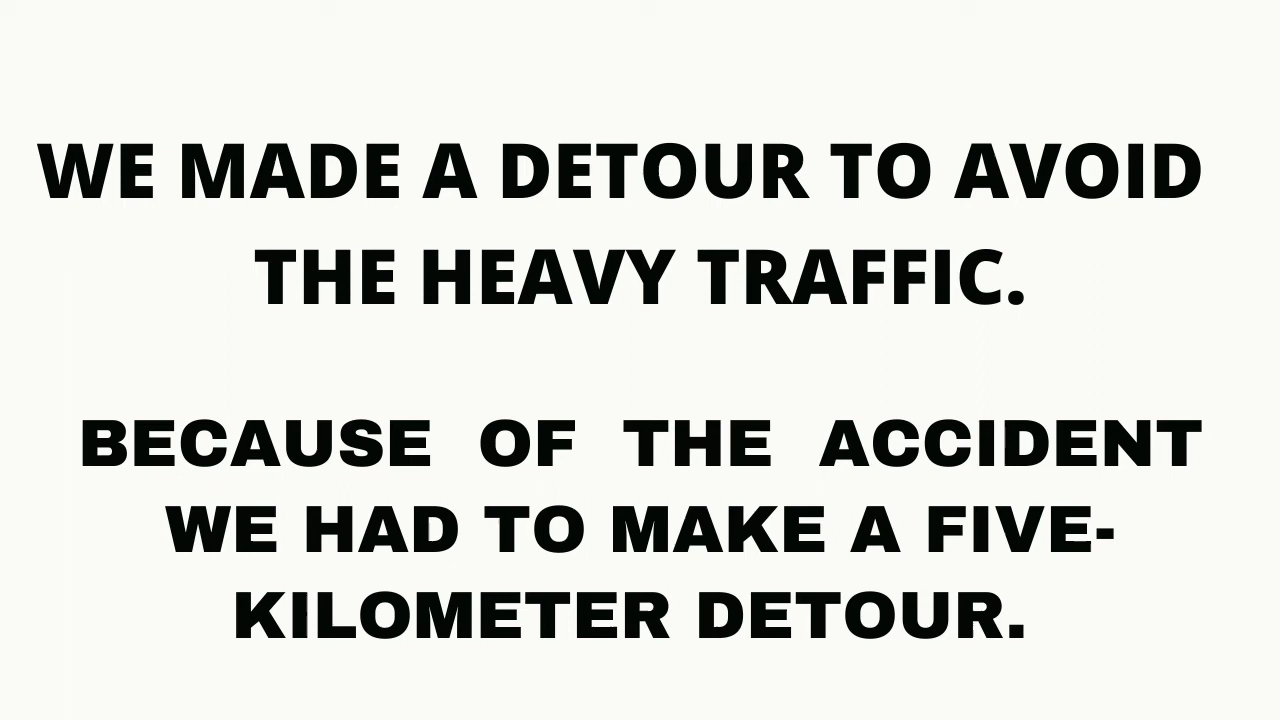 WE MADE A DETOUR TO AVOID
THE HEAVY TRAFFIC.
BECAUSE OF THE ACCIDENT
WE HAD TO MAKE A FIVE-
KILOMETER DETOUR.